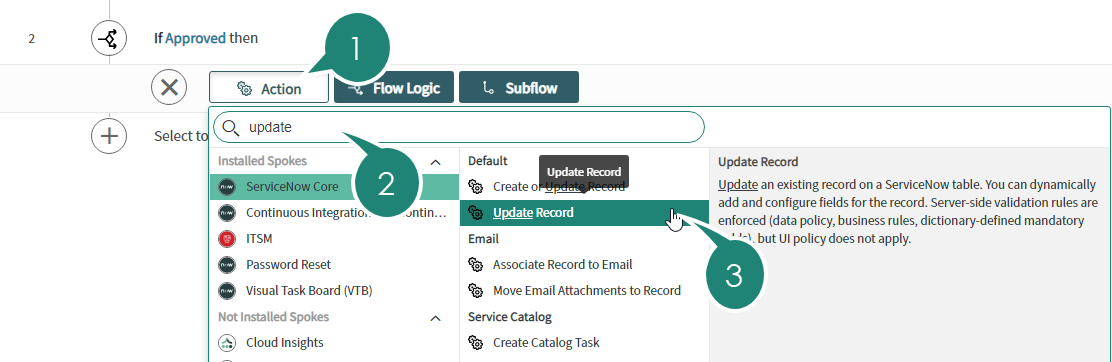 2
If Approved then
1
Action
Flow Logic
Subflow
Select to
update
2
Installed Spokes
ServiceNow Core
Continuous Integration
ontin...
ITSM
Password Reset
Visual Task Board (VTB)
Not Installed Spokes
Cloud Insights
Default
Update Record
Create or Update Record
Update Record
Email
Associate Record to Email
Move Email Attachments to Record
Service Catalog
Create Catalog Task
3
Update Record
Update an existing record on a ServiceNow table. You can dynamically
add and configure fields for the record. Server-side validation rules are
enforced (data policy, business rules, dictionary-defined mandatory
but UI policy does not apply.